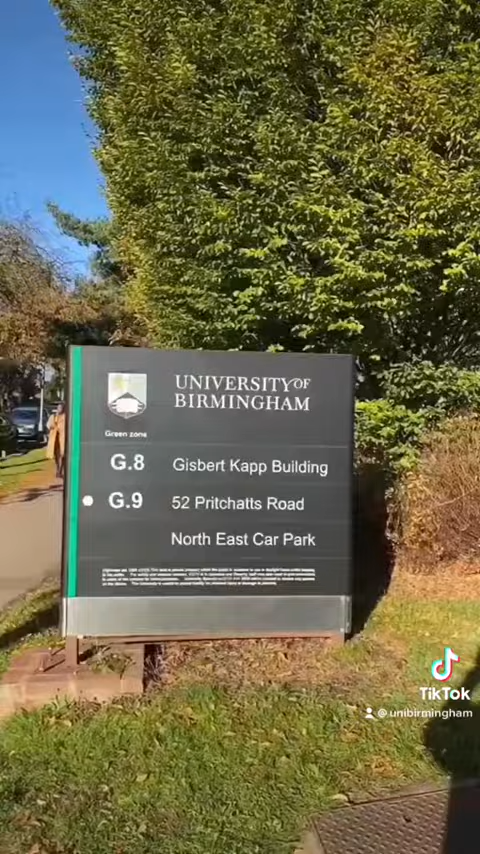 UNIVERSITY OF
BIRMINGHAM
Green zone
G.8 Gisbert Kapp Building
G.9 52 Pritchatts Road
North East Car Park
TikTok
@unibirmingham